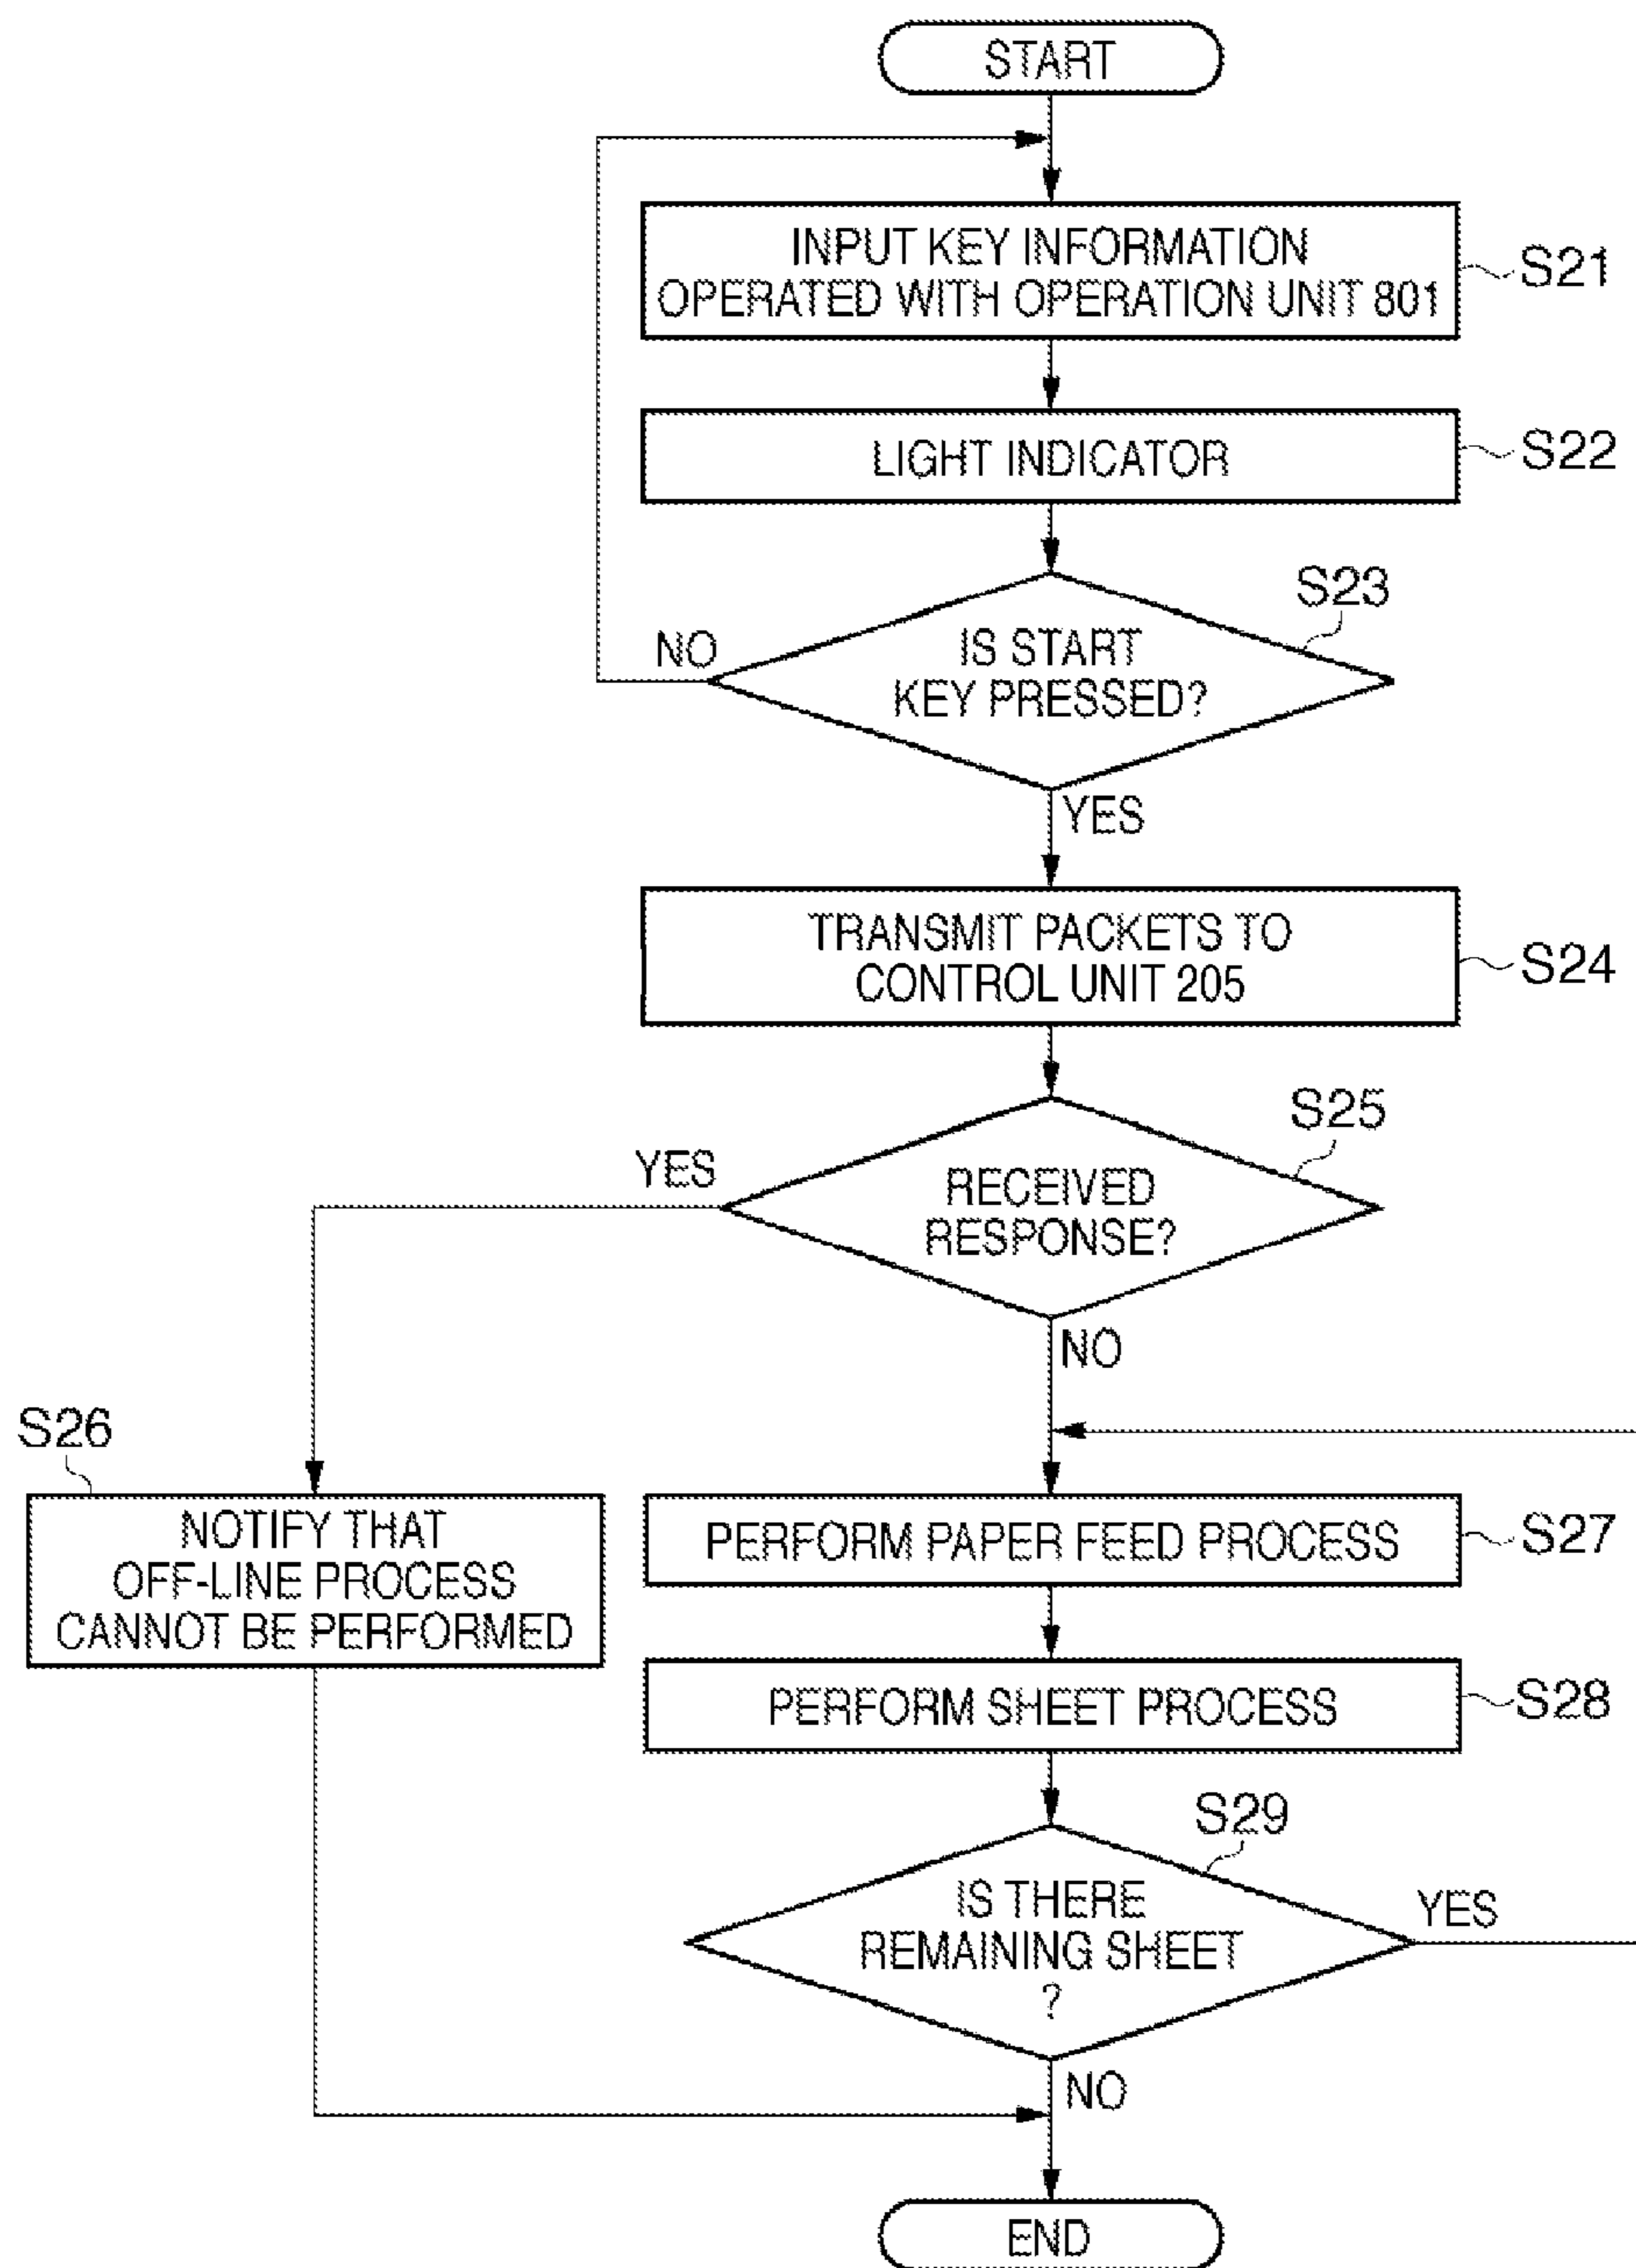 START
INPUT KEY INFORMATION
OPERATED WITH OPERATION UNIT 801
S21
LIGHT INDICATOR
S22
S23
NO
IS START
KEY PRESSED?
YES
TRANSMIT PACKETS TO
CONTROL UNIT 205
S24
S25
YES
RECEIVED
RESPONSE?
NO
S26
NOTIFY THAT
OFF-LINE PROCESS
CANNOT BE PERFORMED
PERFORM PAPER FEED PROCESS
S27
PERFORM SHEET PROCESS
S28
S29
IS THERE
REMAINING SHEET
?
YES
NO
END